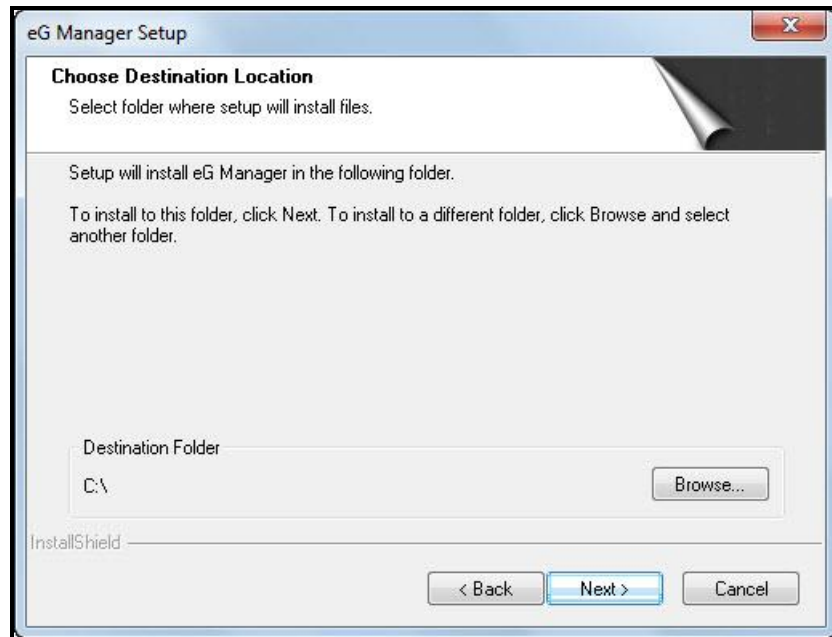 eG Manager Setup
Choose Destination Location
Select folder where setup will install files.
Setup will install eG Manager in the following folder.
To install to this folder, click Next. To install to a different folder, click Browse and select
another folder.
Destination Folder
C:\
Browse...
InstallShield
< Back
Next >
Cancel